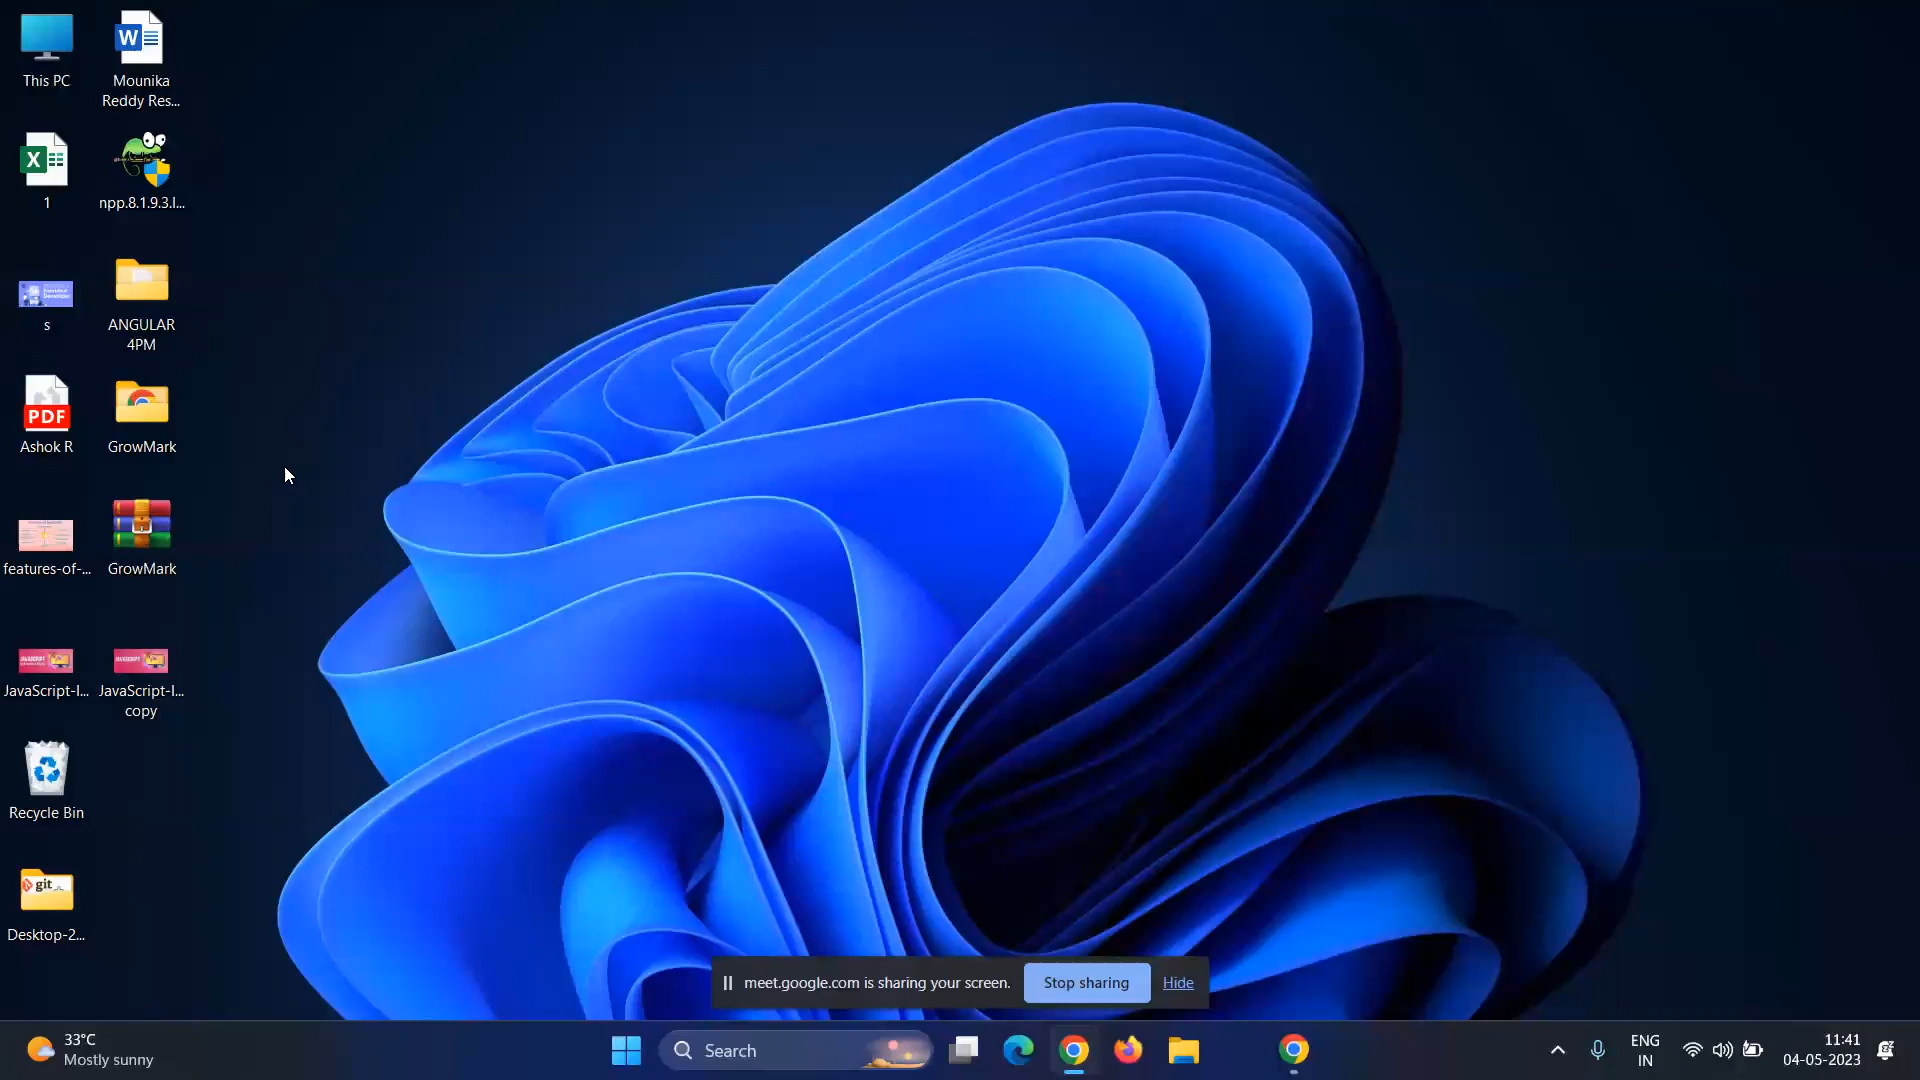 This PC
Mounika
Reddy Res...
1
npp.8.1.9.3.I...
s
ANGULAR
4PM
PDF
Ashok R
GrowMark
features-of-...
GrowMark
JavaScript-I...
JavaScript-I...
copy
Recycle Bin
git
Desktop-2...
meet.google.com is sharing your screen.
Stop sharing
Hide
33°C
Mostly sunny
Search
ENG
IN
11:41
04-05-2023